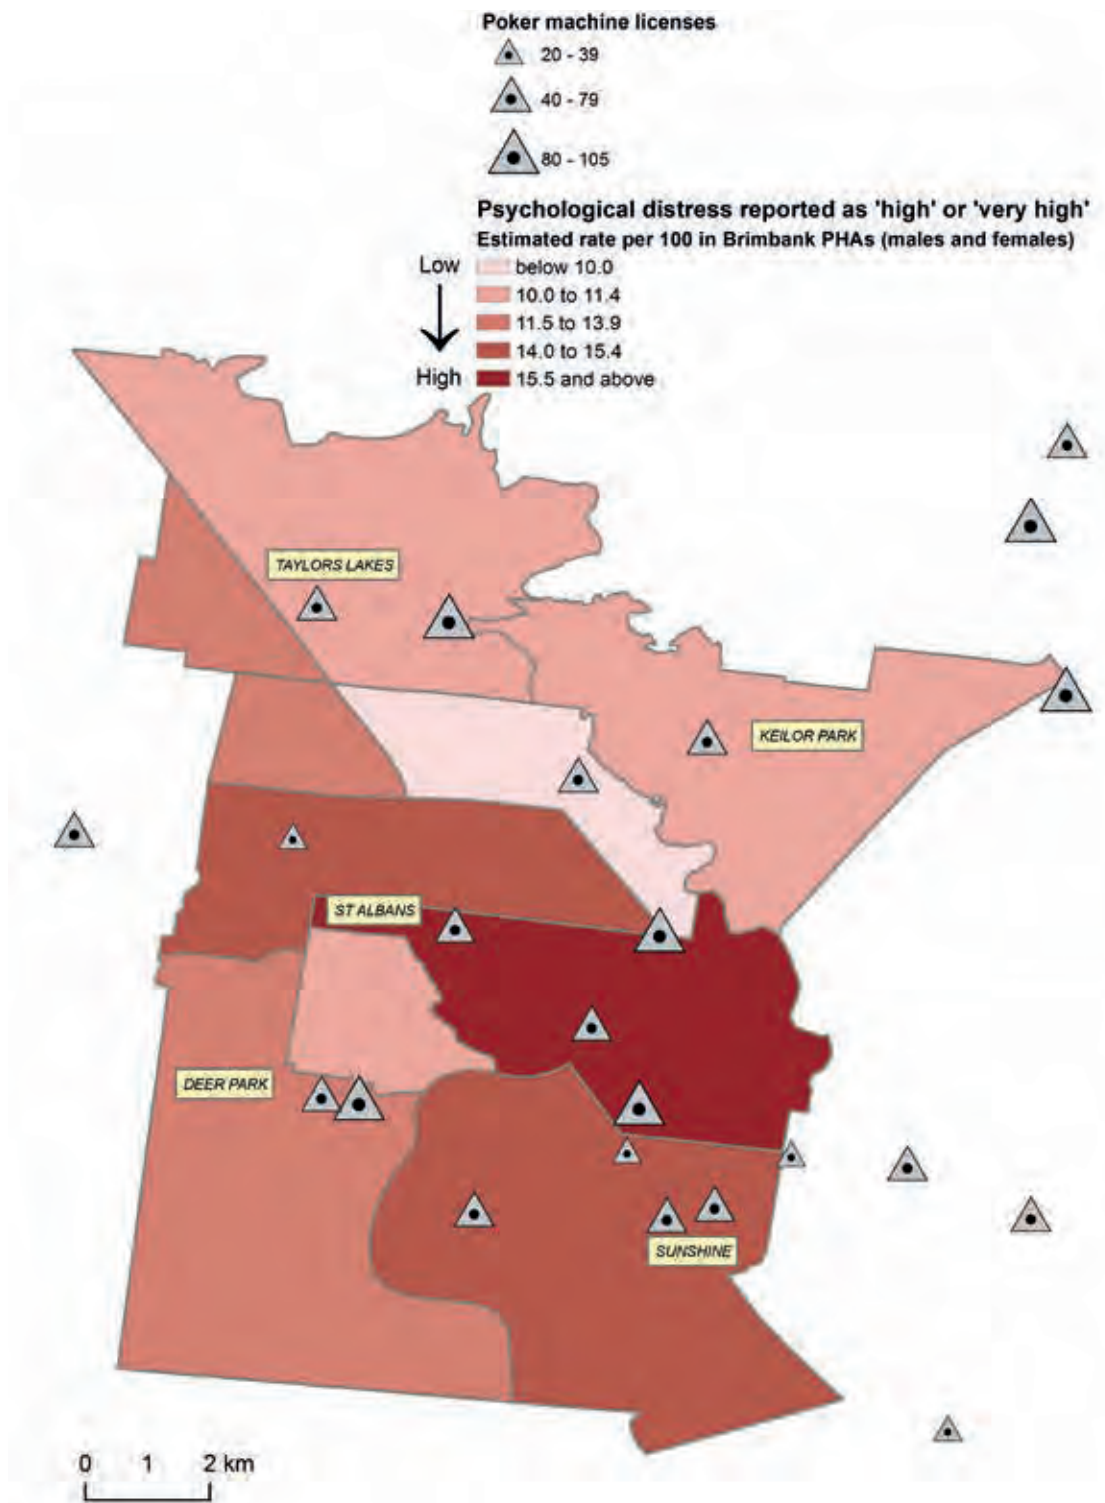 Poker machine licenses
20 - 39
40 - 79
80 - 105
Psychological distress reported as 'high' or 'very high'
Estimated rate per 100 in Brimbank PHAs (males and females)
Low
below 10.0
10.0 to 11.4
11.5 to 13.9
14.0 to 15.4
High
15.5 and above
TAYLORS LAKES
KEILOR PARK
ST ALBANS
DEER PARK
SUNSHINE
0 1 2 km